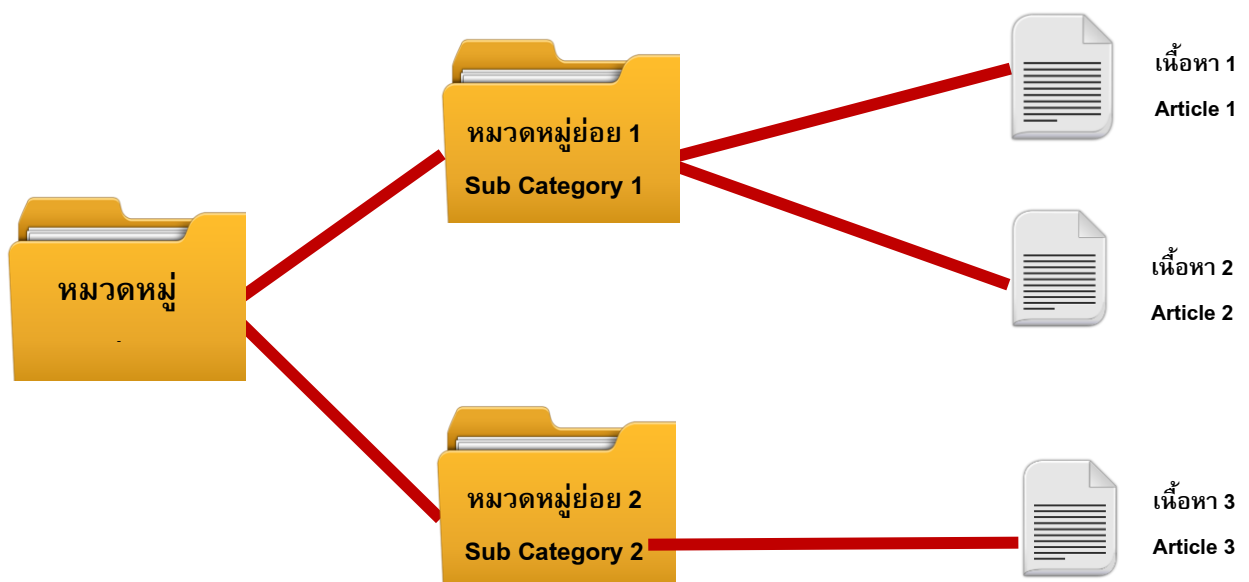 หมวดหมู่
-
หมวดหมู่ย่อย 1
Sub Category 1
หมวดหมู่ย่อย 2
Sub Category 2
เนื้อหา 1
Article 1
เนื้อหา 2
Article 2
เนื้อหา 3
Article 3